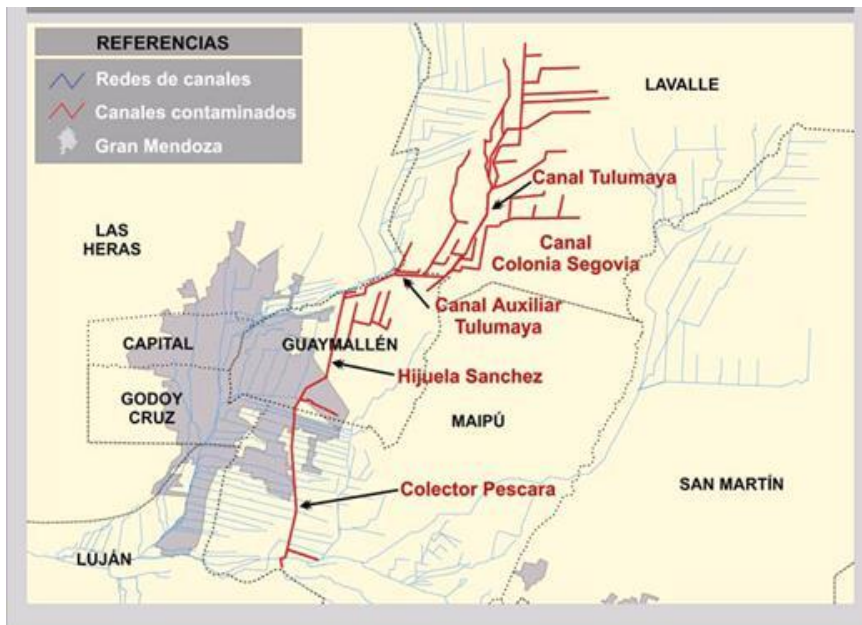 REFERENCIAS
Redes de canales
Canales contaminados
Gran Mendoza
LAVALLE
Canal Tulumaya
LAS
HERAS
Canal
Colonia Segovia
Canal Auxiliar
Tulumaya
CAPITAL
GUAYMALLÉN
Hijuela Sanchez
GODOY
CRUZ
MAIPÚ
Colector Pescara
SAN MARTÍN
LUJÁN